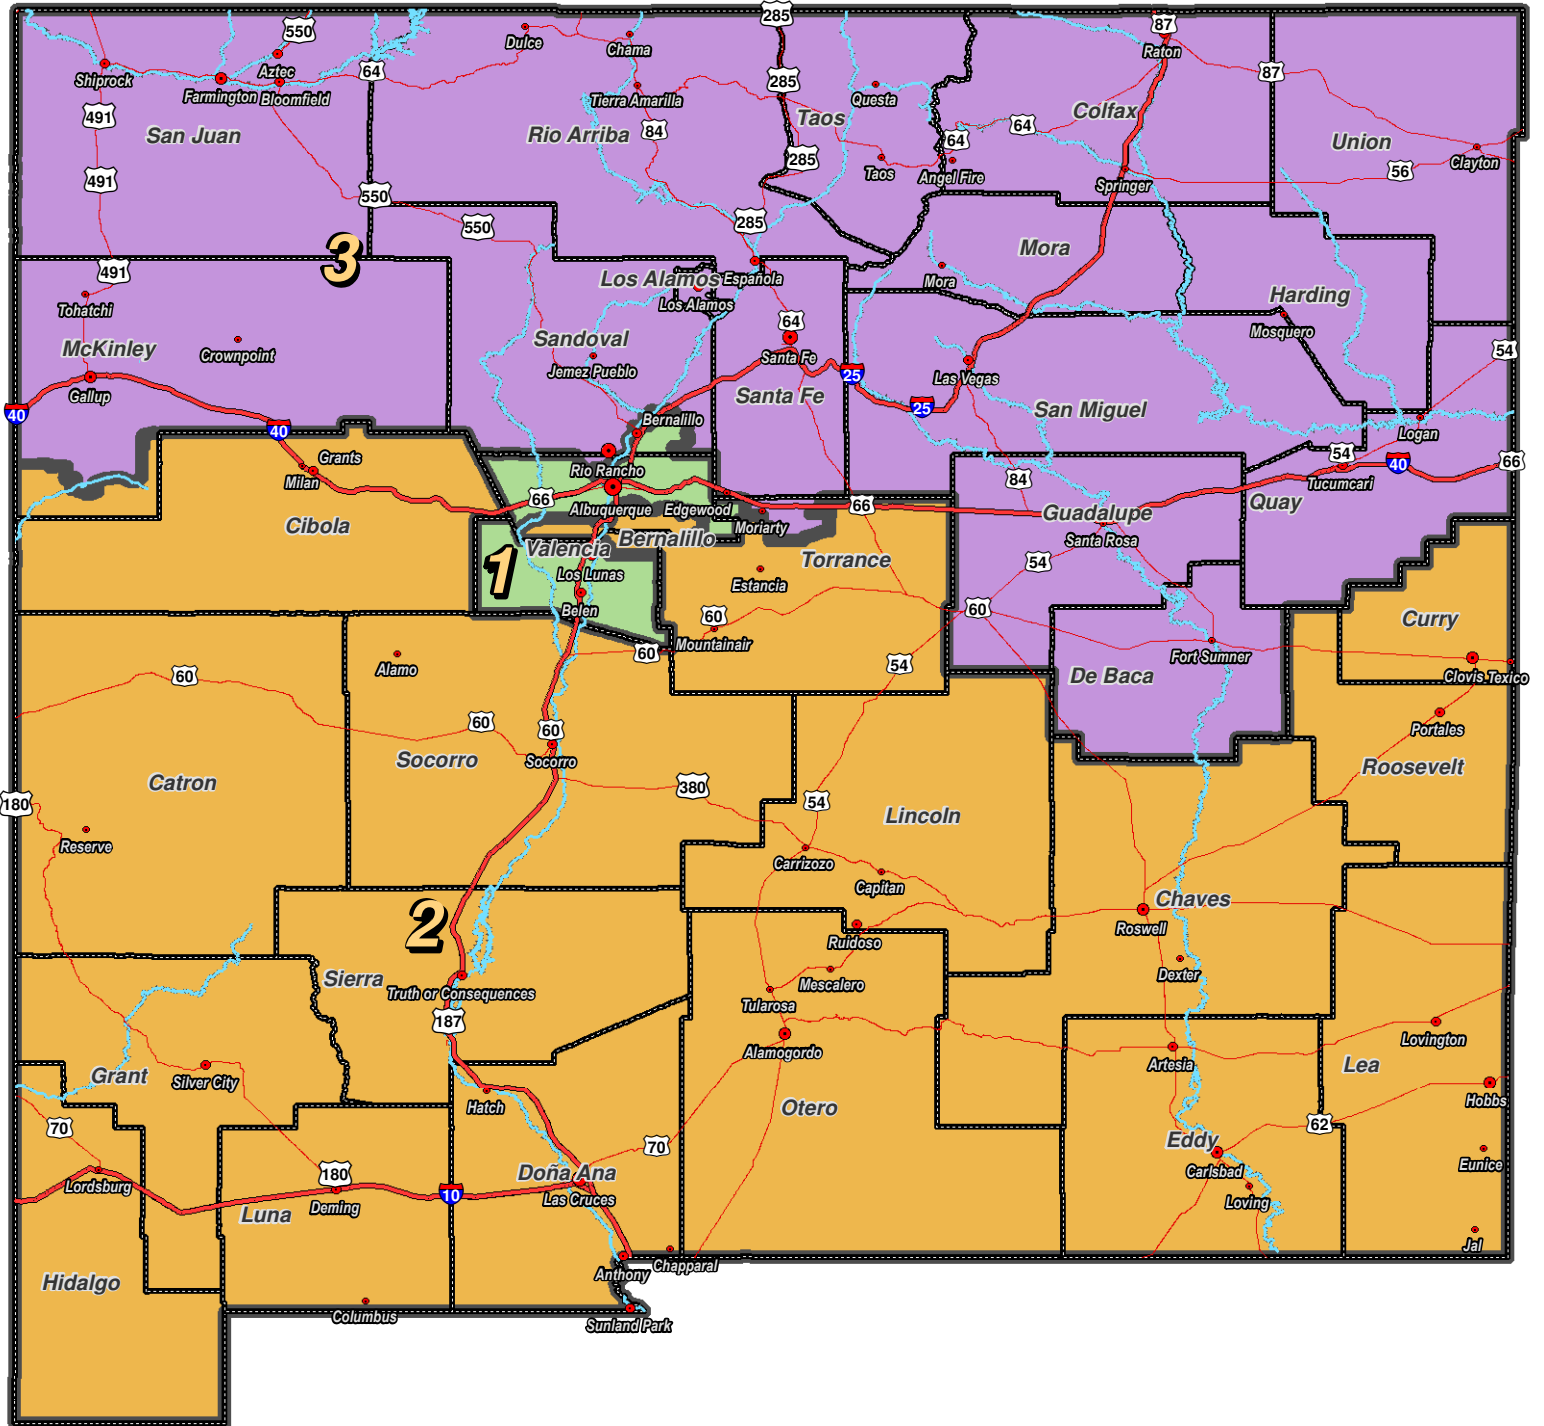 285
87
550
Dulce
Chama
Raton
Shiprock
Aztec
64
285
87
Farmington
Bloomfield
Tierra Amarilla
Questa
491
San Juan
Rio Arriba
84
Taos
Colfax
64
64
Union
285
Clayton
491
Taos
Angel Fire
56
550
Springer
550
285
3
Mora
491
Los Alamos
Española
Mora
Los Alamos
Harding
Tohatchi
64
Mosquero
McKinley
Crownpoint
Sandoval
Santa Fe
54
Jemez Pueblo
25
Las Vegas
Gallup
Santa Fe
40
25
San Miguel
40
Bernalillo
Logan
Grants
Milan
Rio Rancho
54
40
66
84
Tucumcari
66
Albuquerque
Edgewood
66
Quay
Cibola
Moriarty
Guadalupe
Santa Rosa
Valencia
Bernalillo
Torrance
54
1
Los Lunas
Estancia
Belen
60
60
Curry
60
Mountainair
Alamo
54
Fort Sumner
60
De Baca
Clovis
Texico
60
60
Portales
Socorro
Socorro
Roosevelt
Catron
380
180
54
Lincoln
Reserve
Carrizozo
Capitan
Chaves
2
Roswell
Ruidoso
Sierra
Dexter
Truth or Consequences
Mescalero
Tularosa
187
Lovington
Alamogordo
Artesia
Lea
Grant
Silver City
Hatch
Otero
Hobbs
70
62
70
Eddy
Eunice
Doña Ana
Carlsbad
Lordsburg
180
10
Las Cruces
Loving
Luna
Deming
Jal
Hidalgo
Anthony
Chapparal
Columbus
Sunland Park